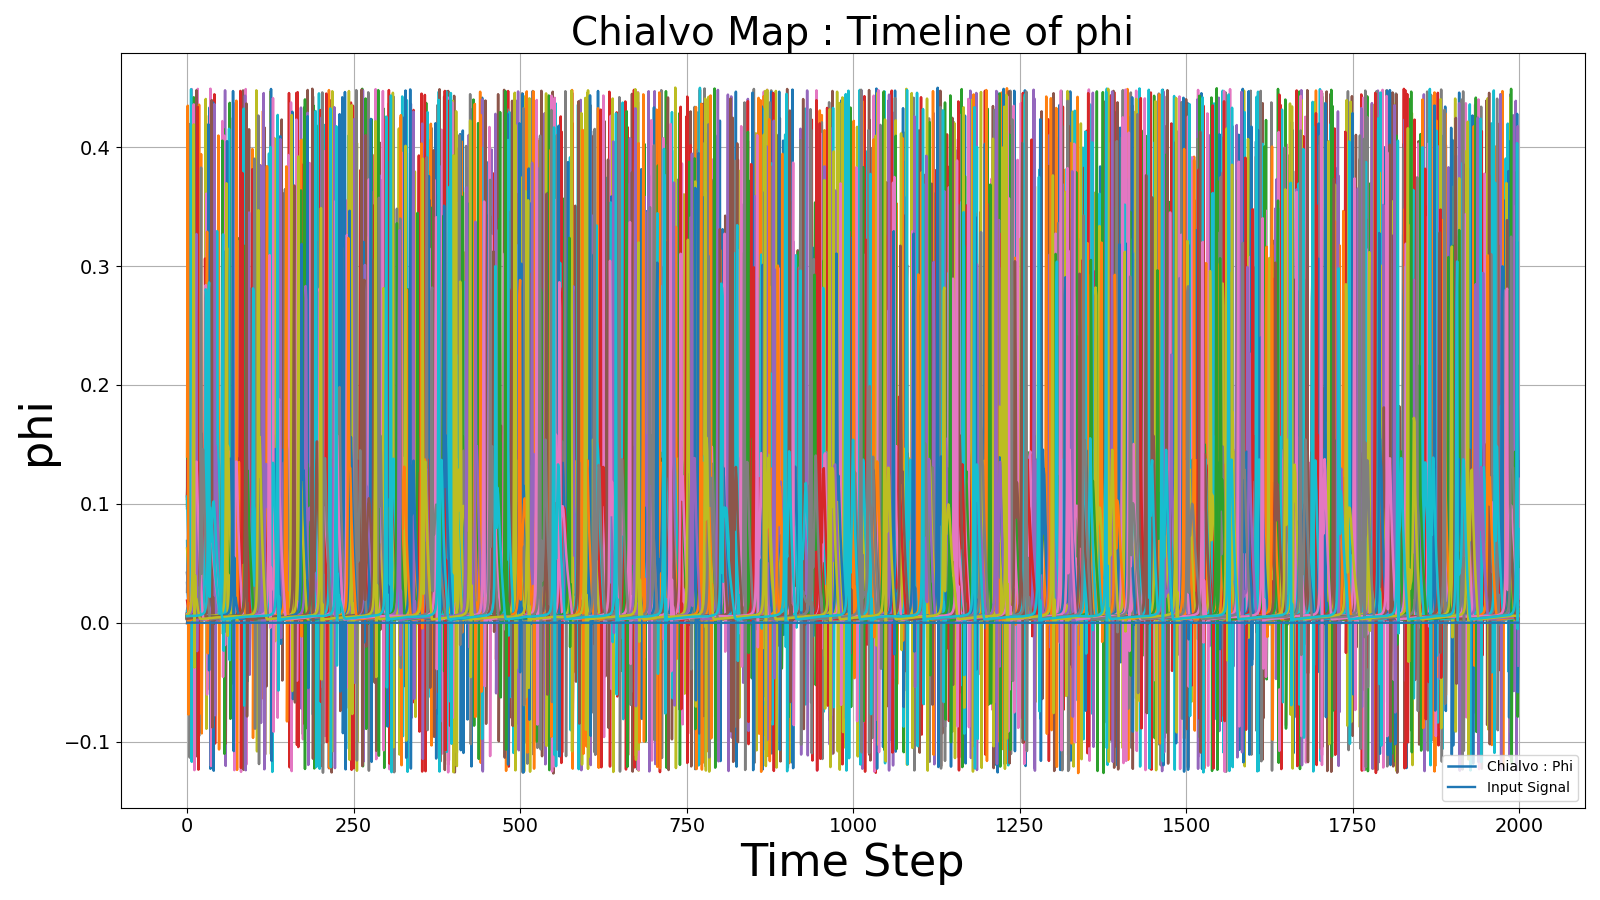 Chialvo Map : Timeline of phi
phi
0.4
0.3
0.2
0.1
0.0
−0.1
Chialvo : Phi
Input Signal
0 250 500 750 1000 1250 1500 1750 2000
Time Step